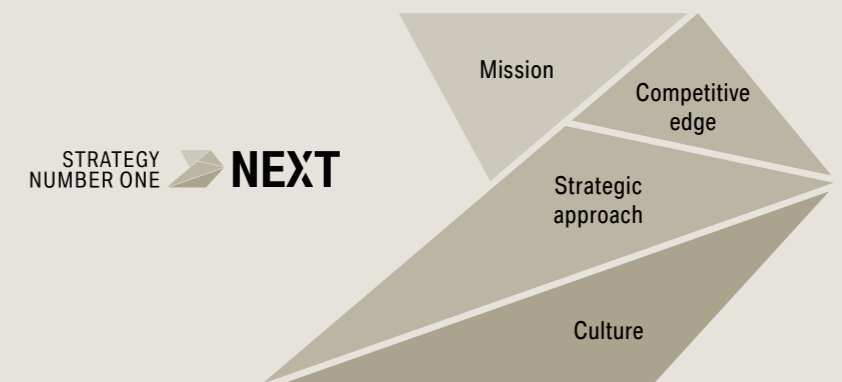 STRATEGY
NUMBER ONE
NEXT
Mission
Competitive
edge
Strategic
approach
Culture